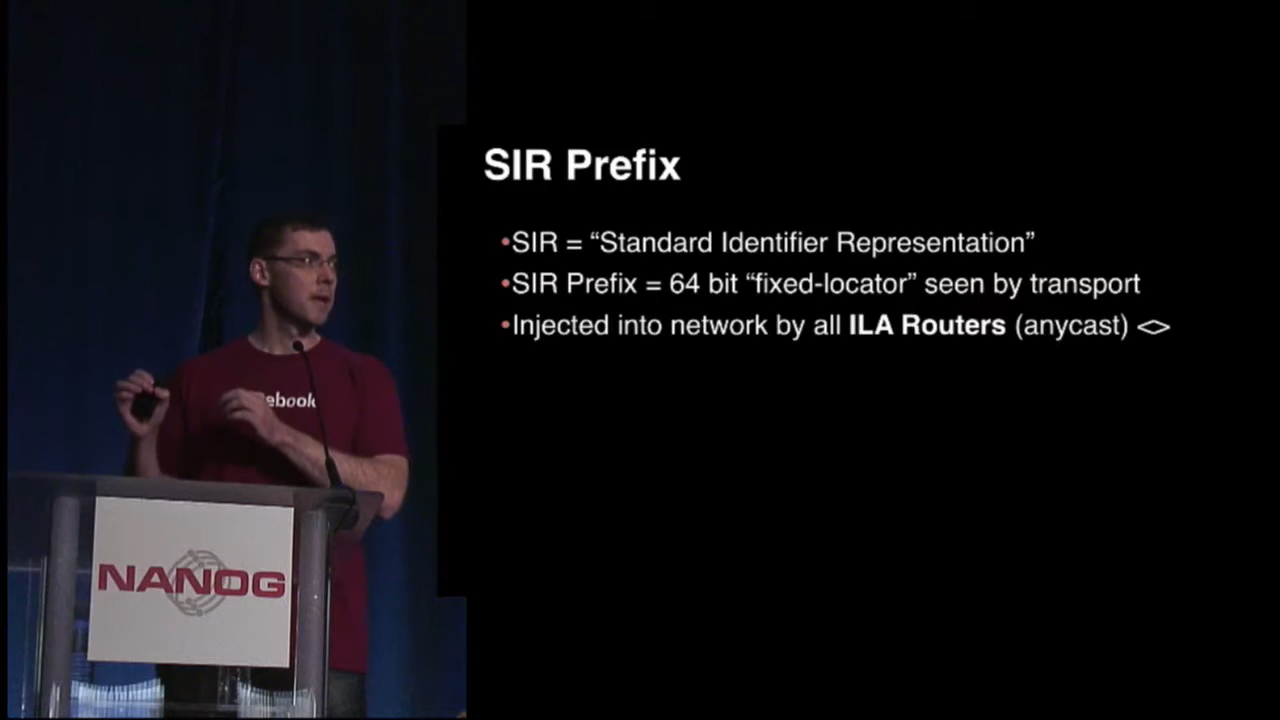 SIR Prefix
•SIR = “Standard Identifier Representation”
•SIR Prefix = 64 bit “fixed-locator” seen by transport
•Injected into network by all ILA Routers (anycast) <>
ebook
NANOG